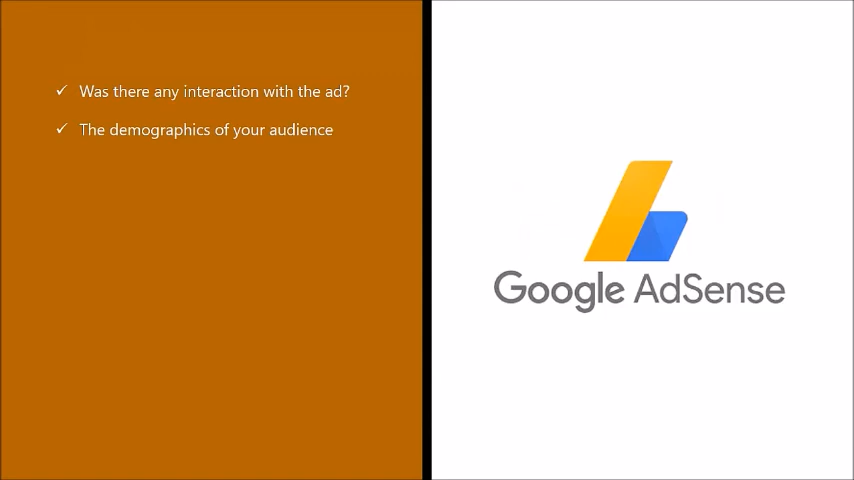 ✓ Was there any interaction with the ad?
✓ The demographics of your audience
Google AdSense